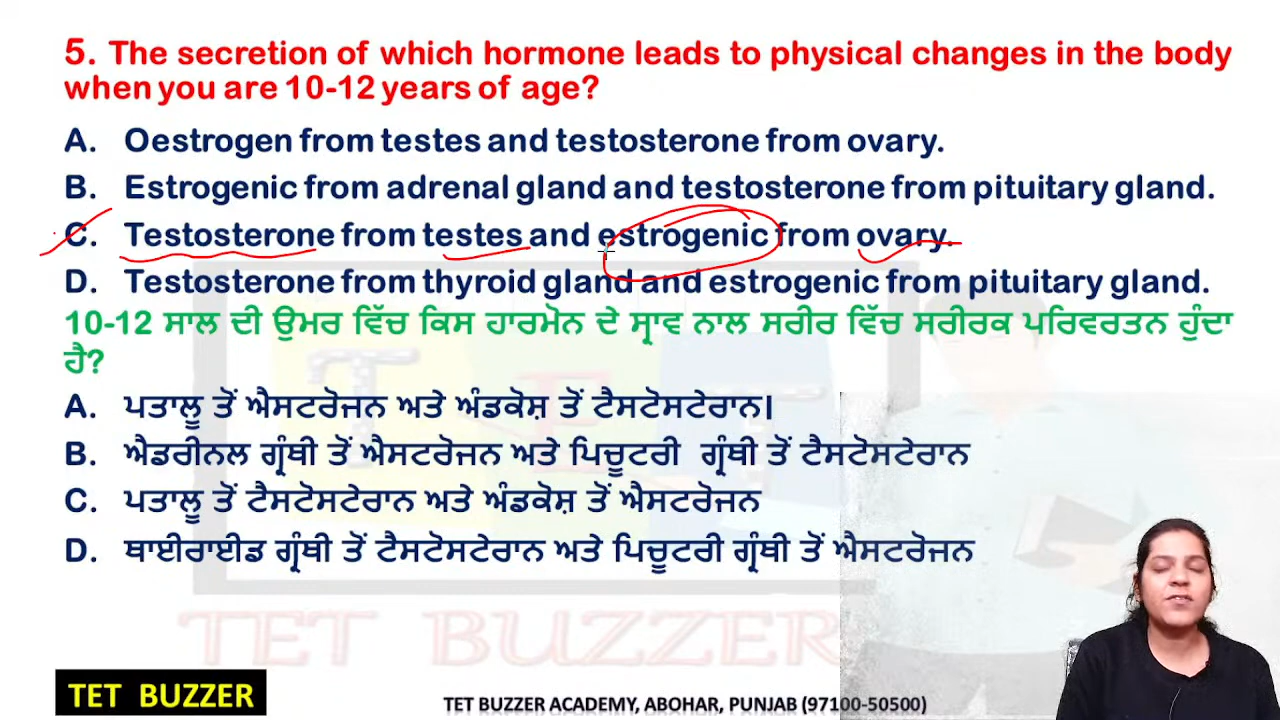 5. The secretion of which hormone leads to physical changes in the body
when you are 10-12 years of age?
A. Oestrogen from testes and testosterone from ovary.
B. Estrogenic from adrenal gland and testosterone from pituitary gland.
C. Testosterone from testes and estrogenic from ovary.
D. Testosterone from thyroid gland and estrogenic from pituitary gland.
10-12 ਸਾਲ ਦੀ ਉਮਰ ਵਿੱਚ ਕਿਸ ਹਾਰਮੋਨ ਦੇ ਸ੍ਰਾਵ ਨਾਲ ਸਰੀਰ ਵਿੱਚ ਸਰੀਰਕ ਪਰਿਵਰਤਨ ਹੁੰਦਾ
ਹੈ?
A. ਪਤਾਲੂ ਤੋਂ ਐਸਟਰੋਜਨ ਅਤੇ ਅੰਡਕੋਸ਼ ਤੋਂ ਟੈਸਟੋਸਟੇਰਾਨ।
B. ਐਡਰੀਨਲ ਗ੍ਰੰਥੀ ਤੋਂ ਐਸਟਰੋਜਨ ਅਤੇ ਪਿਚੂਟਰੀ ਗ੍ਰੰਥੀ ਤੋਂ ਟੈਸਟੋਸਟੇਰਾਨ
C. ਪਤਾਲੂ ਤੋਂ ਟੈਸਟੋਸਟੇਰਾਨ ਅਤੇ ਅੰਡਕੋਸ਼ ਤੋਂ ਐਸਟਰੋਜਨ
D. ਥਾਈਰਾਈਡ ਗ੍ਰੰਥੀ ਤੋਂ ਟੈਸਟੋਸਟੇਰਾਨ ਅਤੇ ਪਿਚੂਟਰੀ ਗ੍ਰੰਥੀ ਤੋਂ ਐਸਟਰੋਜਨ
TET BUZZER
TET BUZZER
TET BUZZER ACADEMY, ABOHAR, PUNJAB (97100-50500)